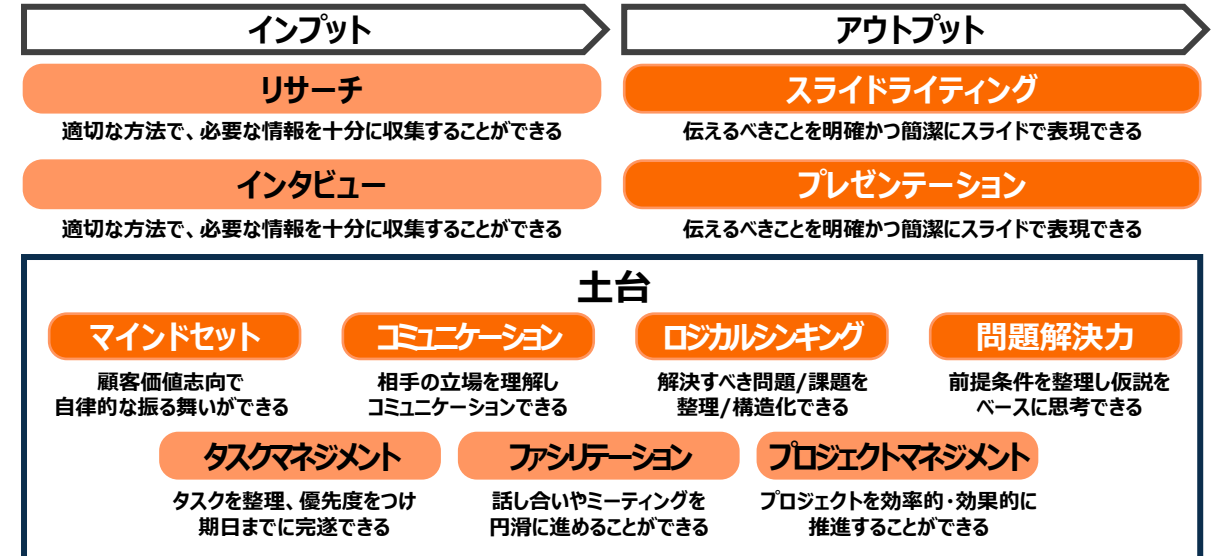 インプット
アウトプット
リサーチ
適切な方法で、必要な情報を十分に収集することができる
インタビュー
適切な方法で、必要な情報を十分に収集することができる
スライドライティング
伝えるべきことを明確かつ簡潔にスライドで表現できる
プレゼンテーション
伝えるべきことを明確かつ簡潔にスライドで表現できる
土台
マインドセット
顧客価値志向で
自律的な振る舞いができる
コミュニケーション
相手の立場を理解し
コミュニケーションできる
ロジカルシンキング
解決すべき問題/課題を
整理/構造化できる
問題解決力
前提条件を整理し仮説を
ベースに思考できる
タスクマネジメント
タスクを整理、優先度をつけ
期日までに完遂できる
ファシリテーション
話し合いやミーティングを
円滑に進めることができる
プロジェクトマネジメント
プロジェクトを効率的・効果的に
推進することができる